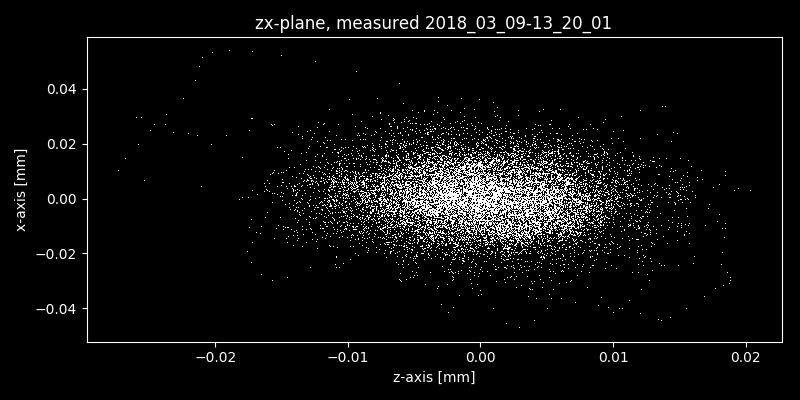 zx-plane, measured 2018_03_09-13_20_01
0.04
0.02
0.00
−0.02
−0.04
x-axis [mm]
−0.02 −0.01 0.00 0.01 0.02
z-axis [mm]